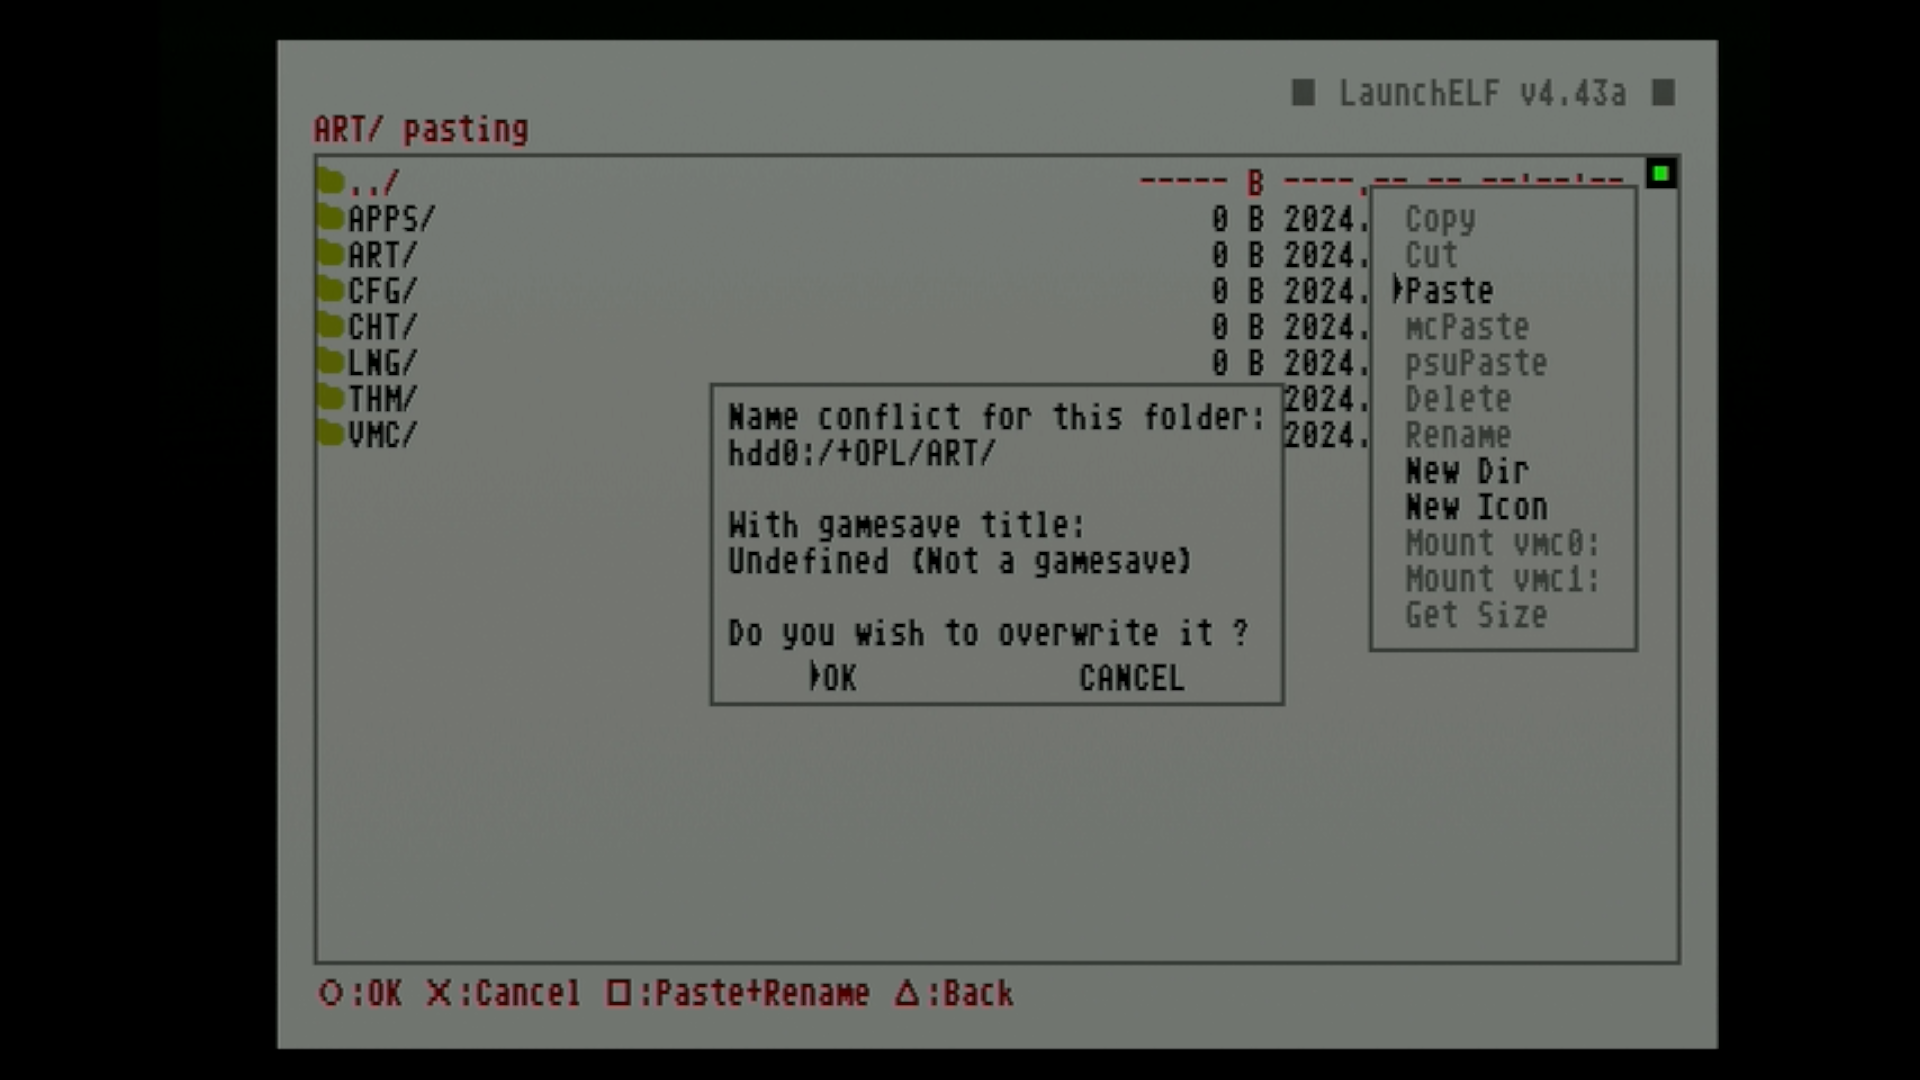 ■ LaunchELF v4.43a ■
ART/ pasting
../ ----- B ----.-- -- --:--:--
APPS/ 0 B 2024.
ART/ 0 B 2024.
CFG/ 0 B 2024.
CHT/ 0 B 2024.
LNG/ 0 B 2024.
THM/ 2024.
VMC/ 2024.
Copy
Cut
Paste
mcPaste
psuPaste
Delete
Rename
New Dir
New Icon
Mount vmc0:
Mount vmc1:
Get Size
Name conflict for this folder:
hdd0:/+OPL/ART/
With gamesave title:
Undefined (Not a gamesave)
Do you wish to overwrite it ?
OK CANCEL
○:OK ×:Cancel □:Paste+Rename △:Back